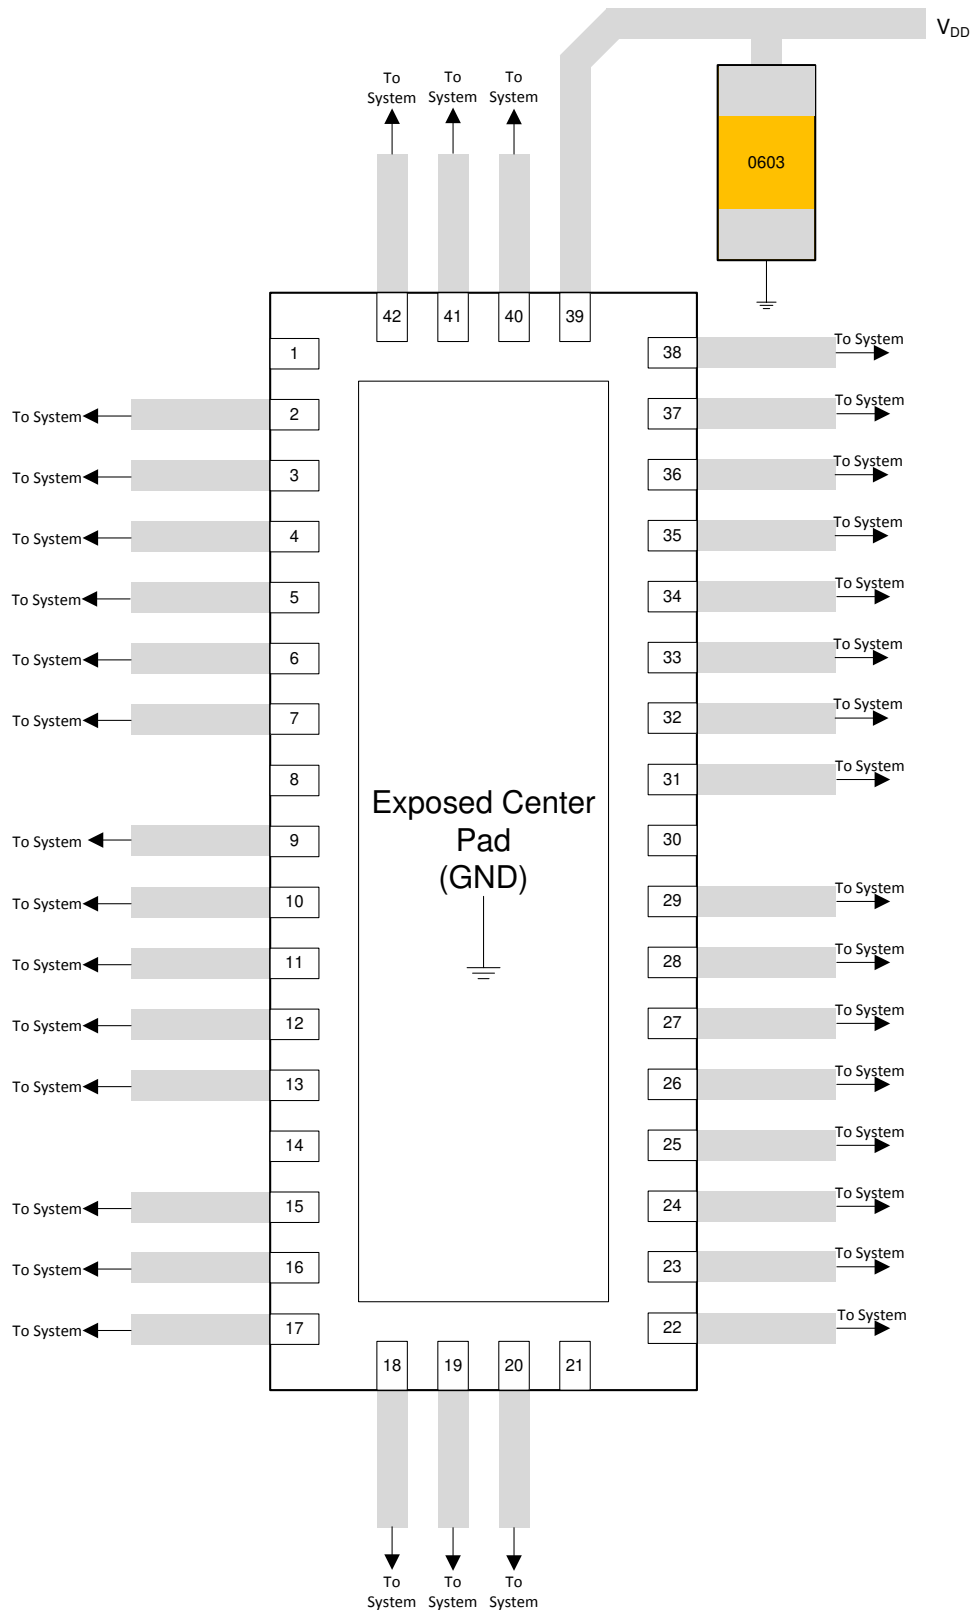 V_DD
To System
To System
To System
0603
42 41 40 39
1 38 To System
To System 2 37 To System
To System 3 36 To System
To System 4 35 To System
To System 5 34 To System
To System 6 33 To System
To System 7 32 To System
8 31 To System
Exposed Center
Pad
(GND)
To System 9 30
To System 10 29 To System
To System 11 28 To System
To System 12 27 To System
To System 13 26 To System
14 25 To System
To System 15 24 To System
To System 16 23 To System
To System 17 22 To System
18 19 20 21
To System
To System
To System